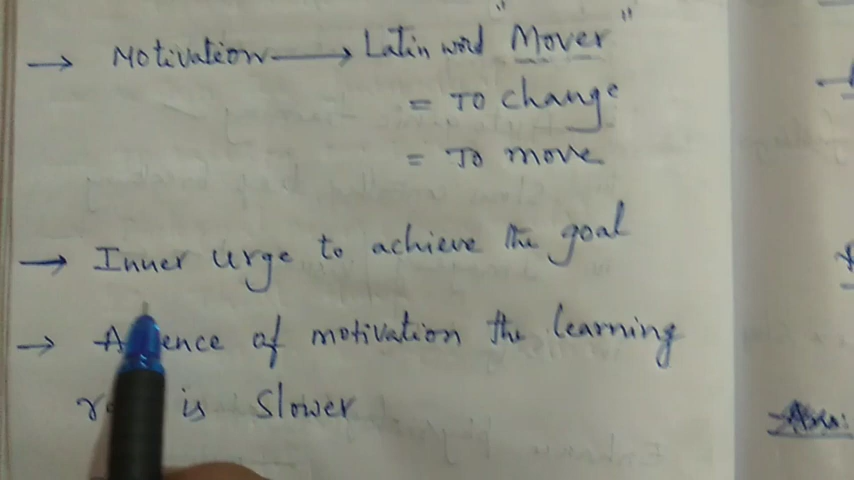 → Motivation → Latin word "Mover"
= To change
= To move
→ Inner urge to achieve the goal
→ of motivation the learning
is slower
Ans: